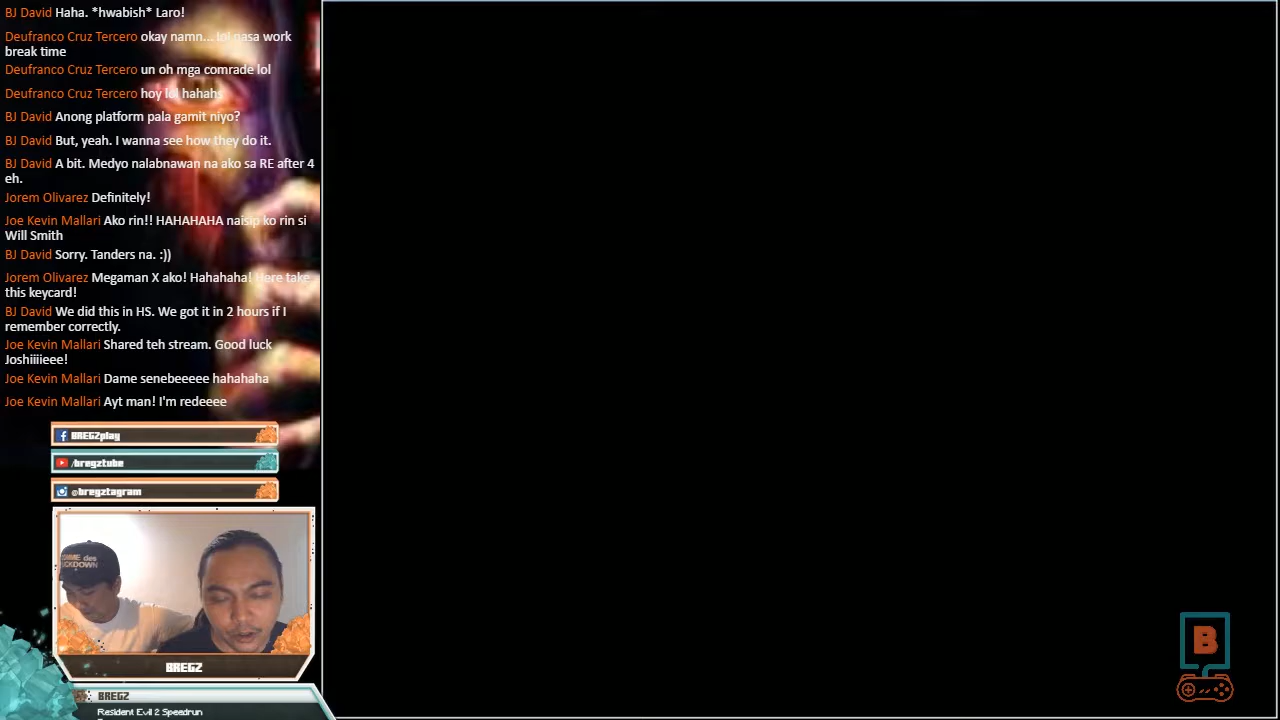 BJ David Haha. *hwabish* Laro!
Deufranco Cruz Tercero okay namn... lol nasa work
break time
Deufranco Cruz Tercero un oh mga comrade lol
Deufranco Cruz Tercero hoy lol hahahs
BJ David Anong platform pala gamit niyo?
BJ David But, yeah. I wanna see how they do it.
BJ David A bit. Medyo nalabnawan na ako sa RE after 4
eh.
Jorem Olivarez Definitely!
Joe Kevin Mallari Ako rin!! HAHAHAHA naisip ko rin si
Will Smith
BJ David Sorry. Tanders na. :))
Jorem Olivarez Megaman X ako! Hahahaha! Here take
this keycard!
BJ David We did this in HS. We got it in 2 hours if I
remember correctly.
Joe Kevin Mallari Shared teh stream. Good luck
Joshiiiieee!
Joe Kevin Mallari Dame senebeeeee hahahaha
Joe Kevin Mallari Ayt man! I'm redeeee
BREGZplay
/bregztube
@bregztagram
DOWN
BREGZ
BREGZ
Resident Evil 2 Speedrun
B